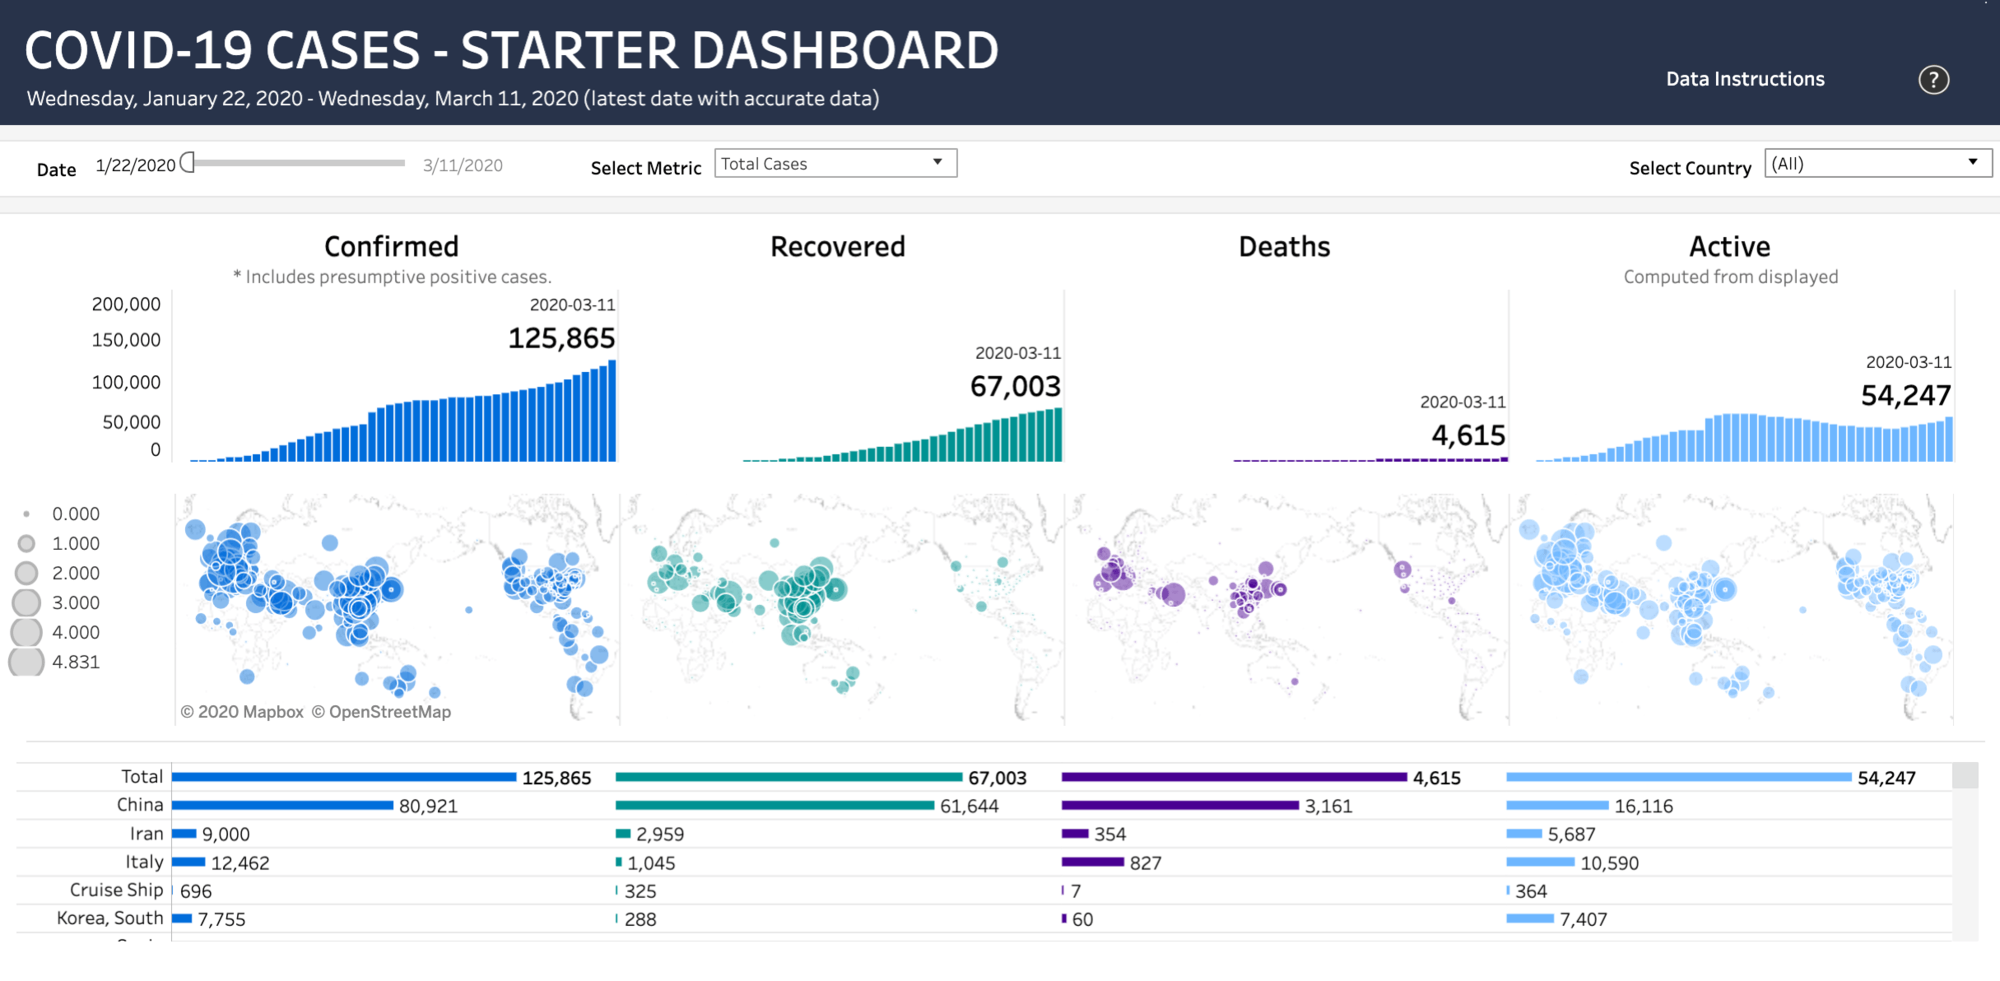 COVID-19 CASES - STARTER DASHBOARD
Wednesday, January 22, 2020 - Wednesday, March 11, 2020 (latest date with accurate data)
Data Instructions
?
Date 1/22/2020 3/11/2020
Select Metric Total Cases
Select Country (All)
Confirmed
* Includes presumptive positive cases.
Recovered
Deaths
Active
Computed from displayed
200,000
150,000
100,000
50,000
0
2020-03-11
125,865
2020-03-11
67,003
2020-03-11
4,615
2020-03-11
54,247
0.000
1.000
2.000
3.000
4.000
4.831
© 2020 Mapbox © OpenStreetMap
Total 125,865 67,003 4,615 54,247
China 80,921 61,644 3,161 16,116
Iran 9,000 2,959 354 5,687
Italy 12,462 1,045 827 10,590
Cruise Ship 696 325 7 364
Korea, South 7,755 288 60 7,407